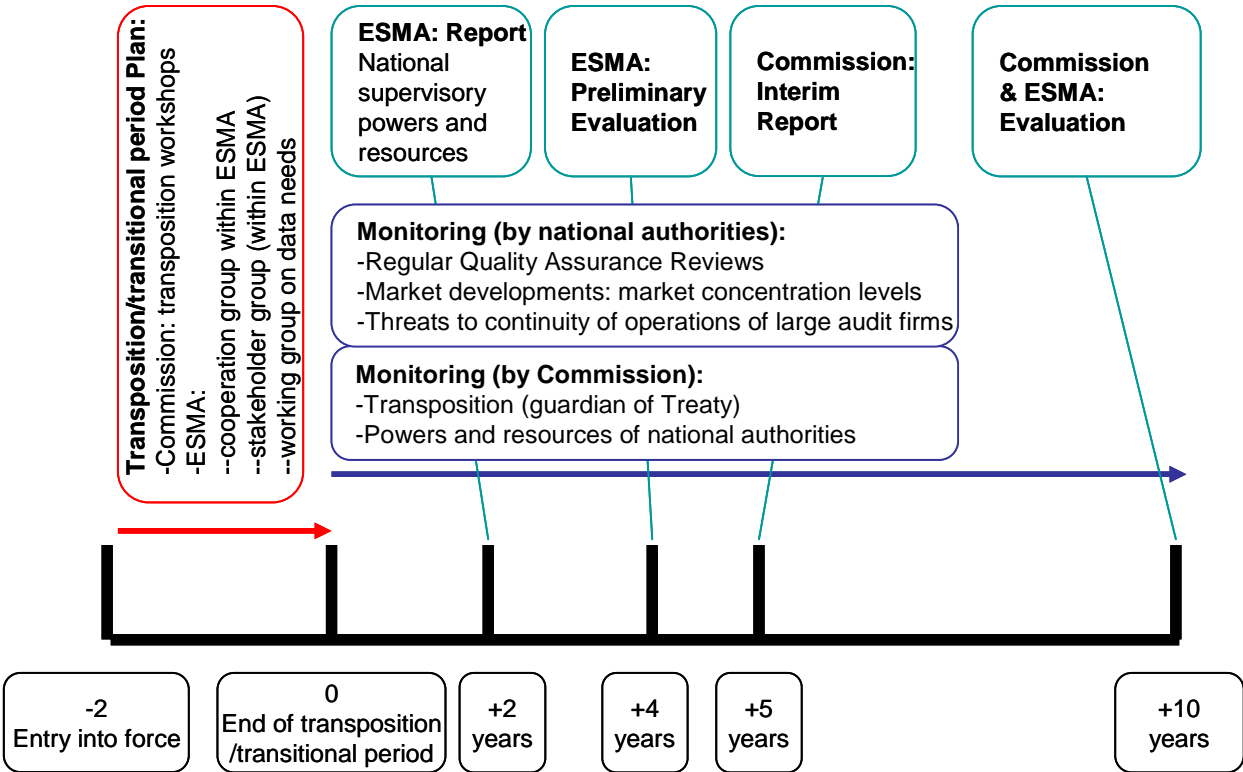 Transposition/transitional period Plan:
-Commission: transposition workshops
-ESMA:
--cooperation group within ESMA
--stakeholder group (within ESMA)
--working group on data needs
ESMA: Report
National
supervisory
powers and
resources
ESMA:
Preliminary
Evaluation
Commission:
Interim
Report
Commission
& ESMA:
Evaluation
Monitoring (by national authorities):
-Regular Quality Assurance Reviews
-Market developments: market concentration levels
-Threats to continuity of operations of large audit firms
Monitoring (by Commission):
-Transposition (guardian of Treaty)
-Powers and resources of national authorities
-2
Entry into force
0
End of transposition
/transitional period
+2
years
+4
years
+5
years
+10
years